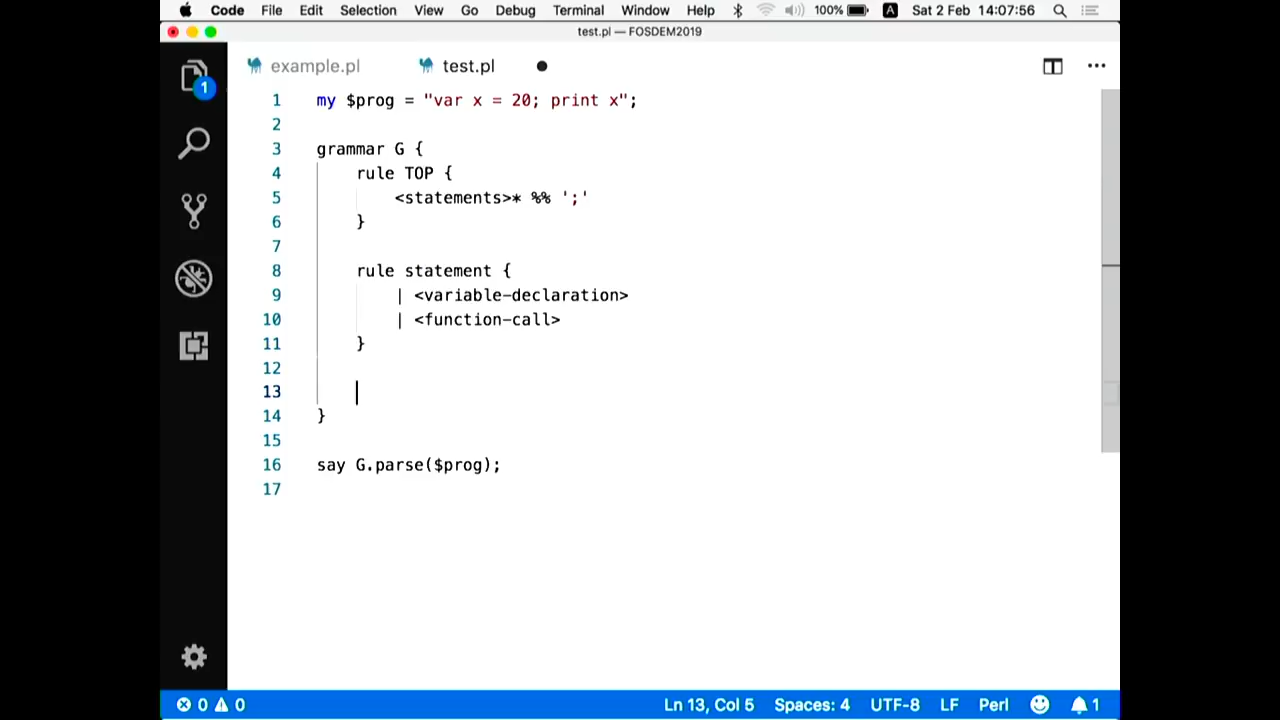 Code File Edit Selection View Go Debug Terminal Window Help 100% A Sat 2 Feb 14:07:56
test.pl — FOSDEM2019
example.pl test.pl
1
1 my $prog = "var x = 20; print x";
2
3 grammar G {
4 rule TOP {
5 <statements>* %% ';'
6 }
7
8 rule statement {
9 | <variable-declaration>
10 | <function-call>
11 }
12
13
14 }
15
16 say G.parse($prog);
17
0 0 Ln 13, Col 5 Spaces: 4 UTF-8 LF Perl 1